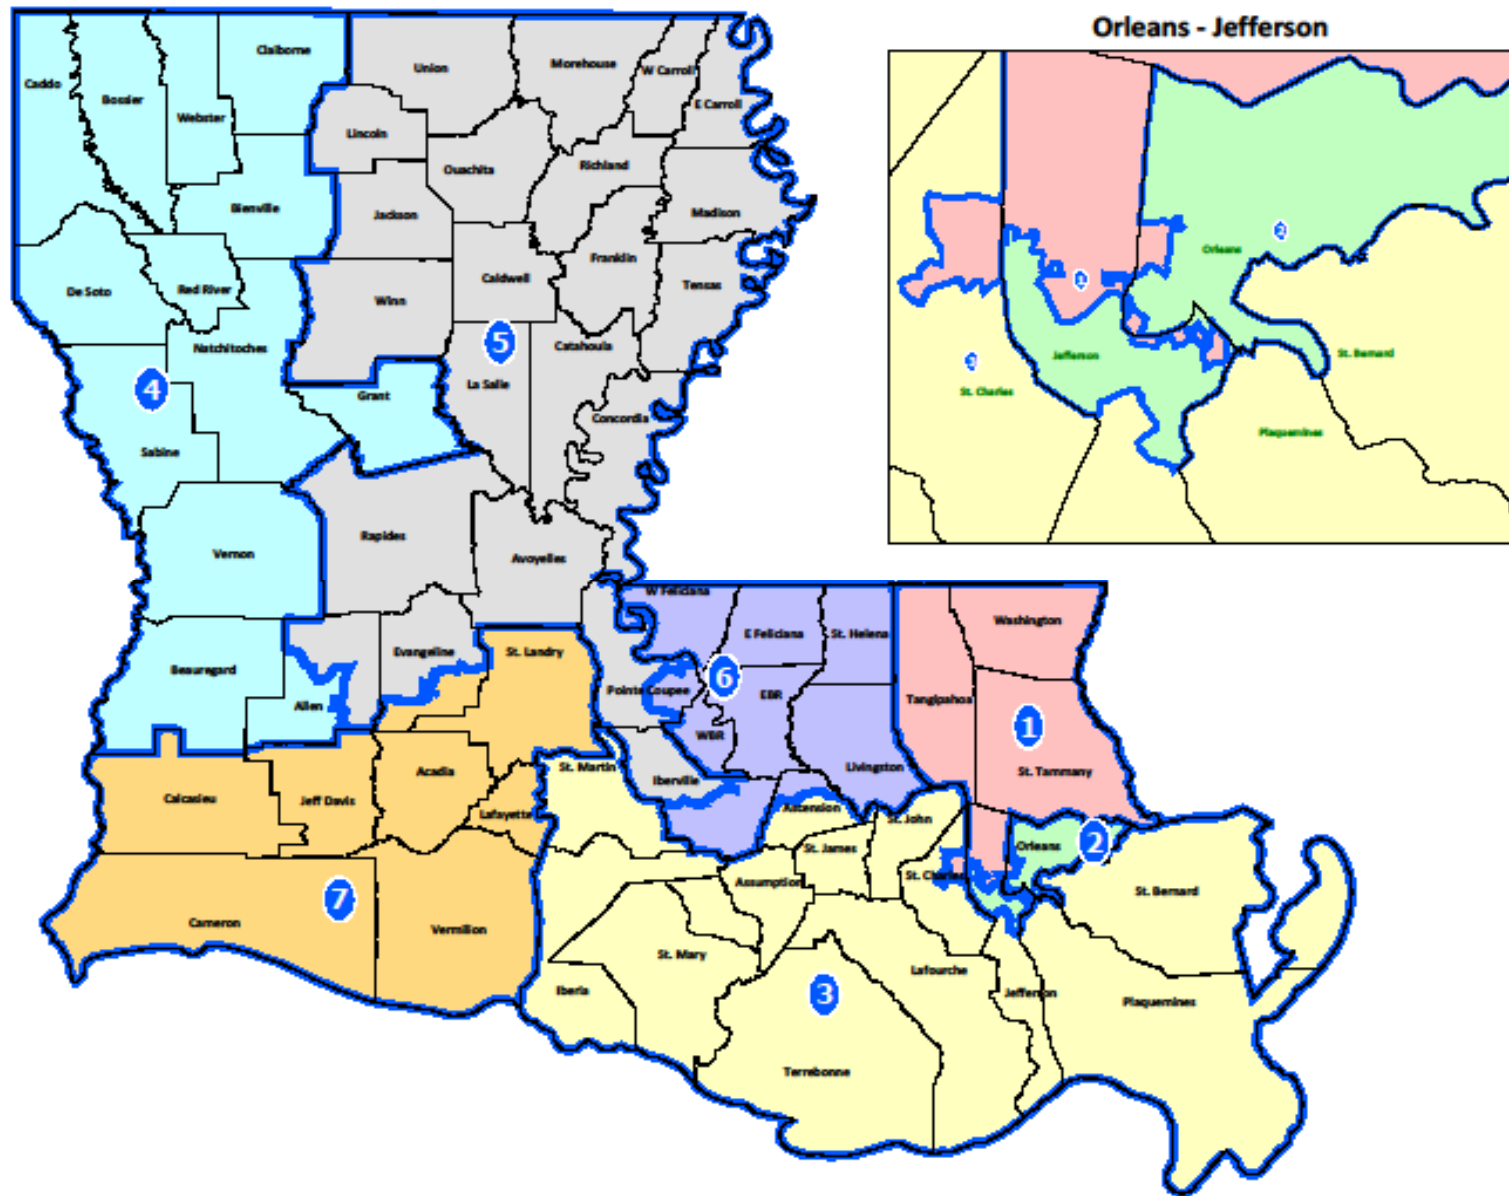 Orleans - Jefferson
Claiborne
Union
Morehouse
W Carroll
Caddo
Bossier
Webster
E Carroll
Lincoln
Ouachita
Richland
Bienville
Jackson
Madison
Franklin
De Soto
Red River
Winn
Caldwell
Tensas
Natchitoches
5
Catahoula
4
Grant
La Salle
Concordia
Sabine
Vernon
Rapides
Avoyelles
W Feliciana
Washington
E Feliciana
St. Helena
Beauregard
Evangeline
St. Landry
6
Allen
Pointe Coupee
EBR
Tangipahoa
1
WBR
Calcasieu
Jeff Davis
Acadia
St. Martin
Iberville
Livingston
St. Tammany
Lafayette
Ascension
St. John
St. James
Orleans
2
Assumption
St. Charles
St. Bernard
7
Cameron
Vermilion
St. Mary
Iberia
3
Lafourche
Jefferson
Plaquemines
Terrebonne
2
Orleans
1
Jefferson
St. Bernard
3
St. Charles
Plaquemines